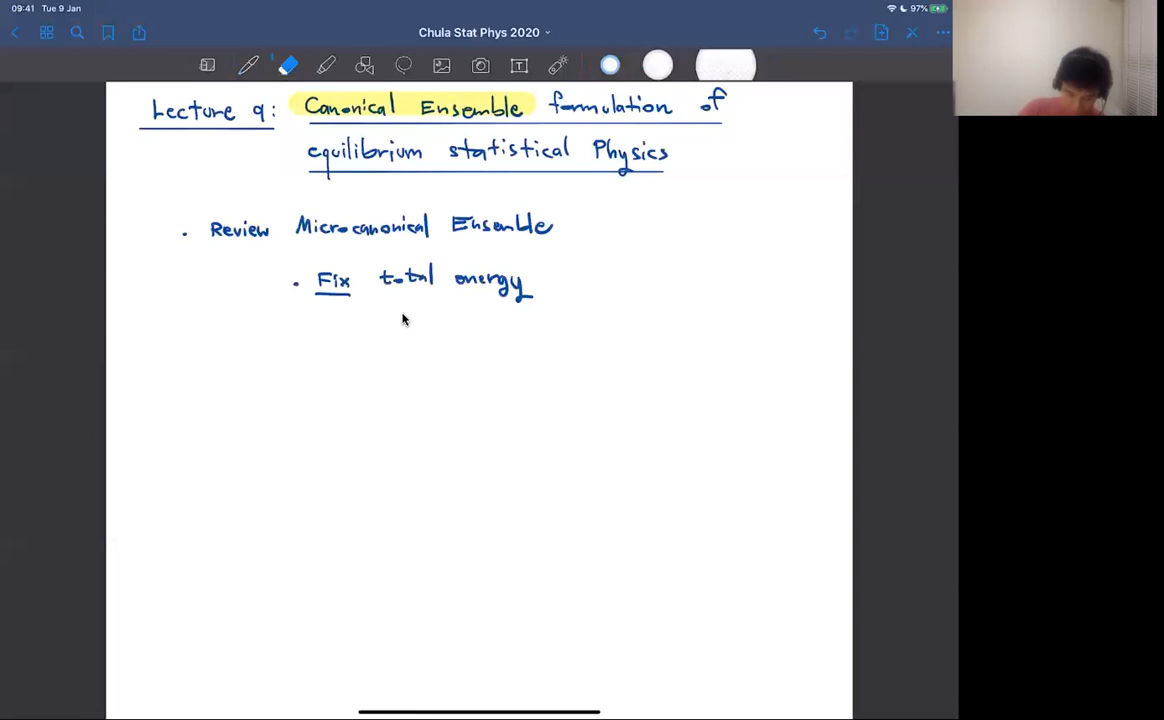 09:41 Tue 9 Jan
97%
Chula Stat Phys 2020
Lecture 9: Canonical Ensemble formulation of
equilibrium statistical Physics
• Review Microcanonical Ensemble
• Fix total energy